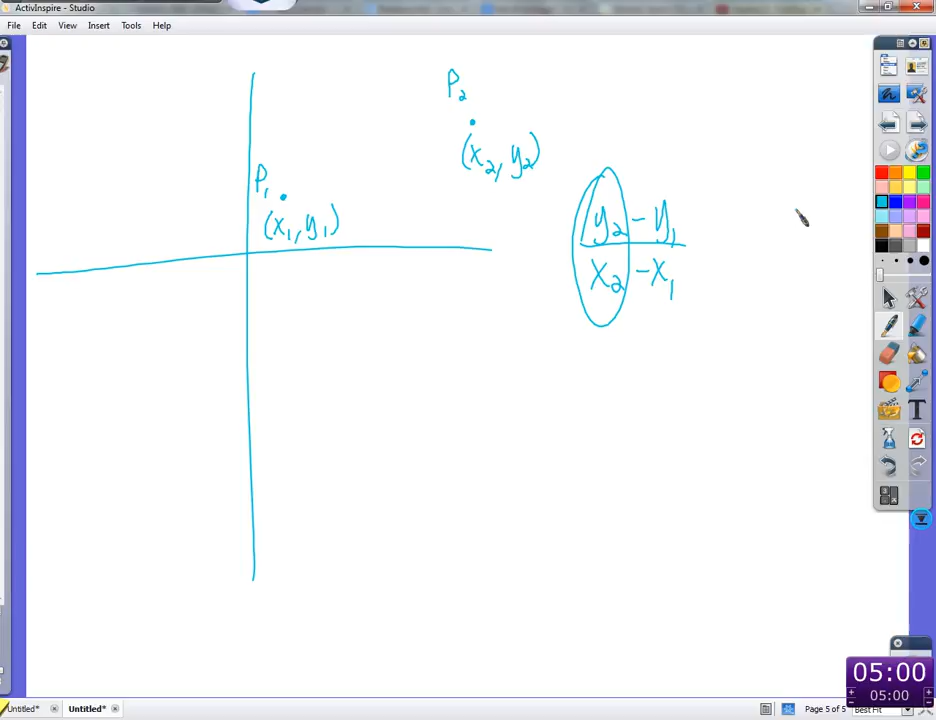 ActivInspire - Studio
File Edit View Insert Tools Help
P₂
(x₂, y₂)
P₁
(x₁, y₁)
y₂ - y₁
x₂ - x₁
05:00
05:00
Untitled* Untitled* Page 5 of 5 Best Fit